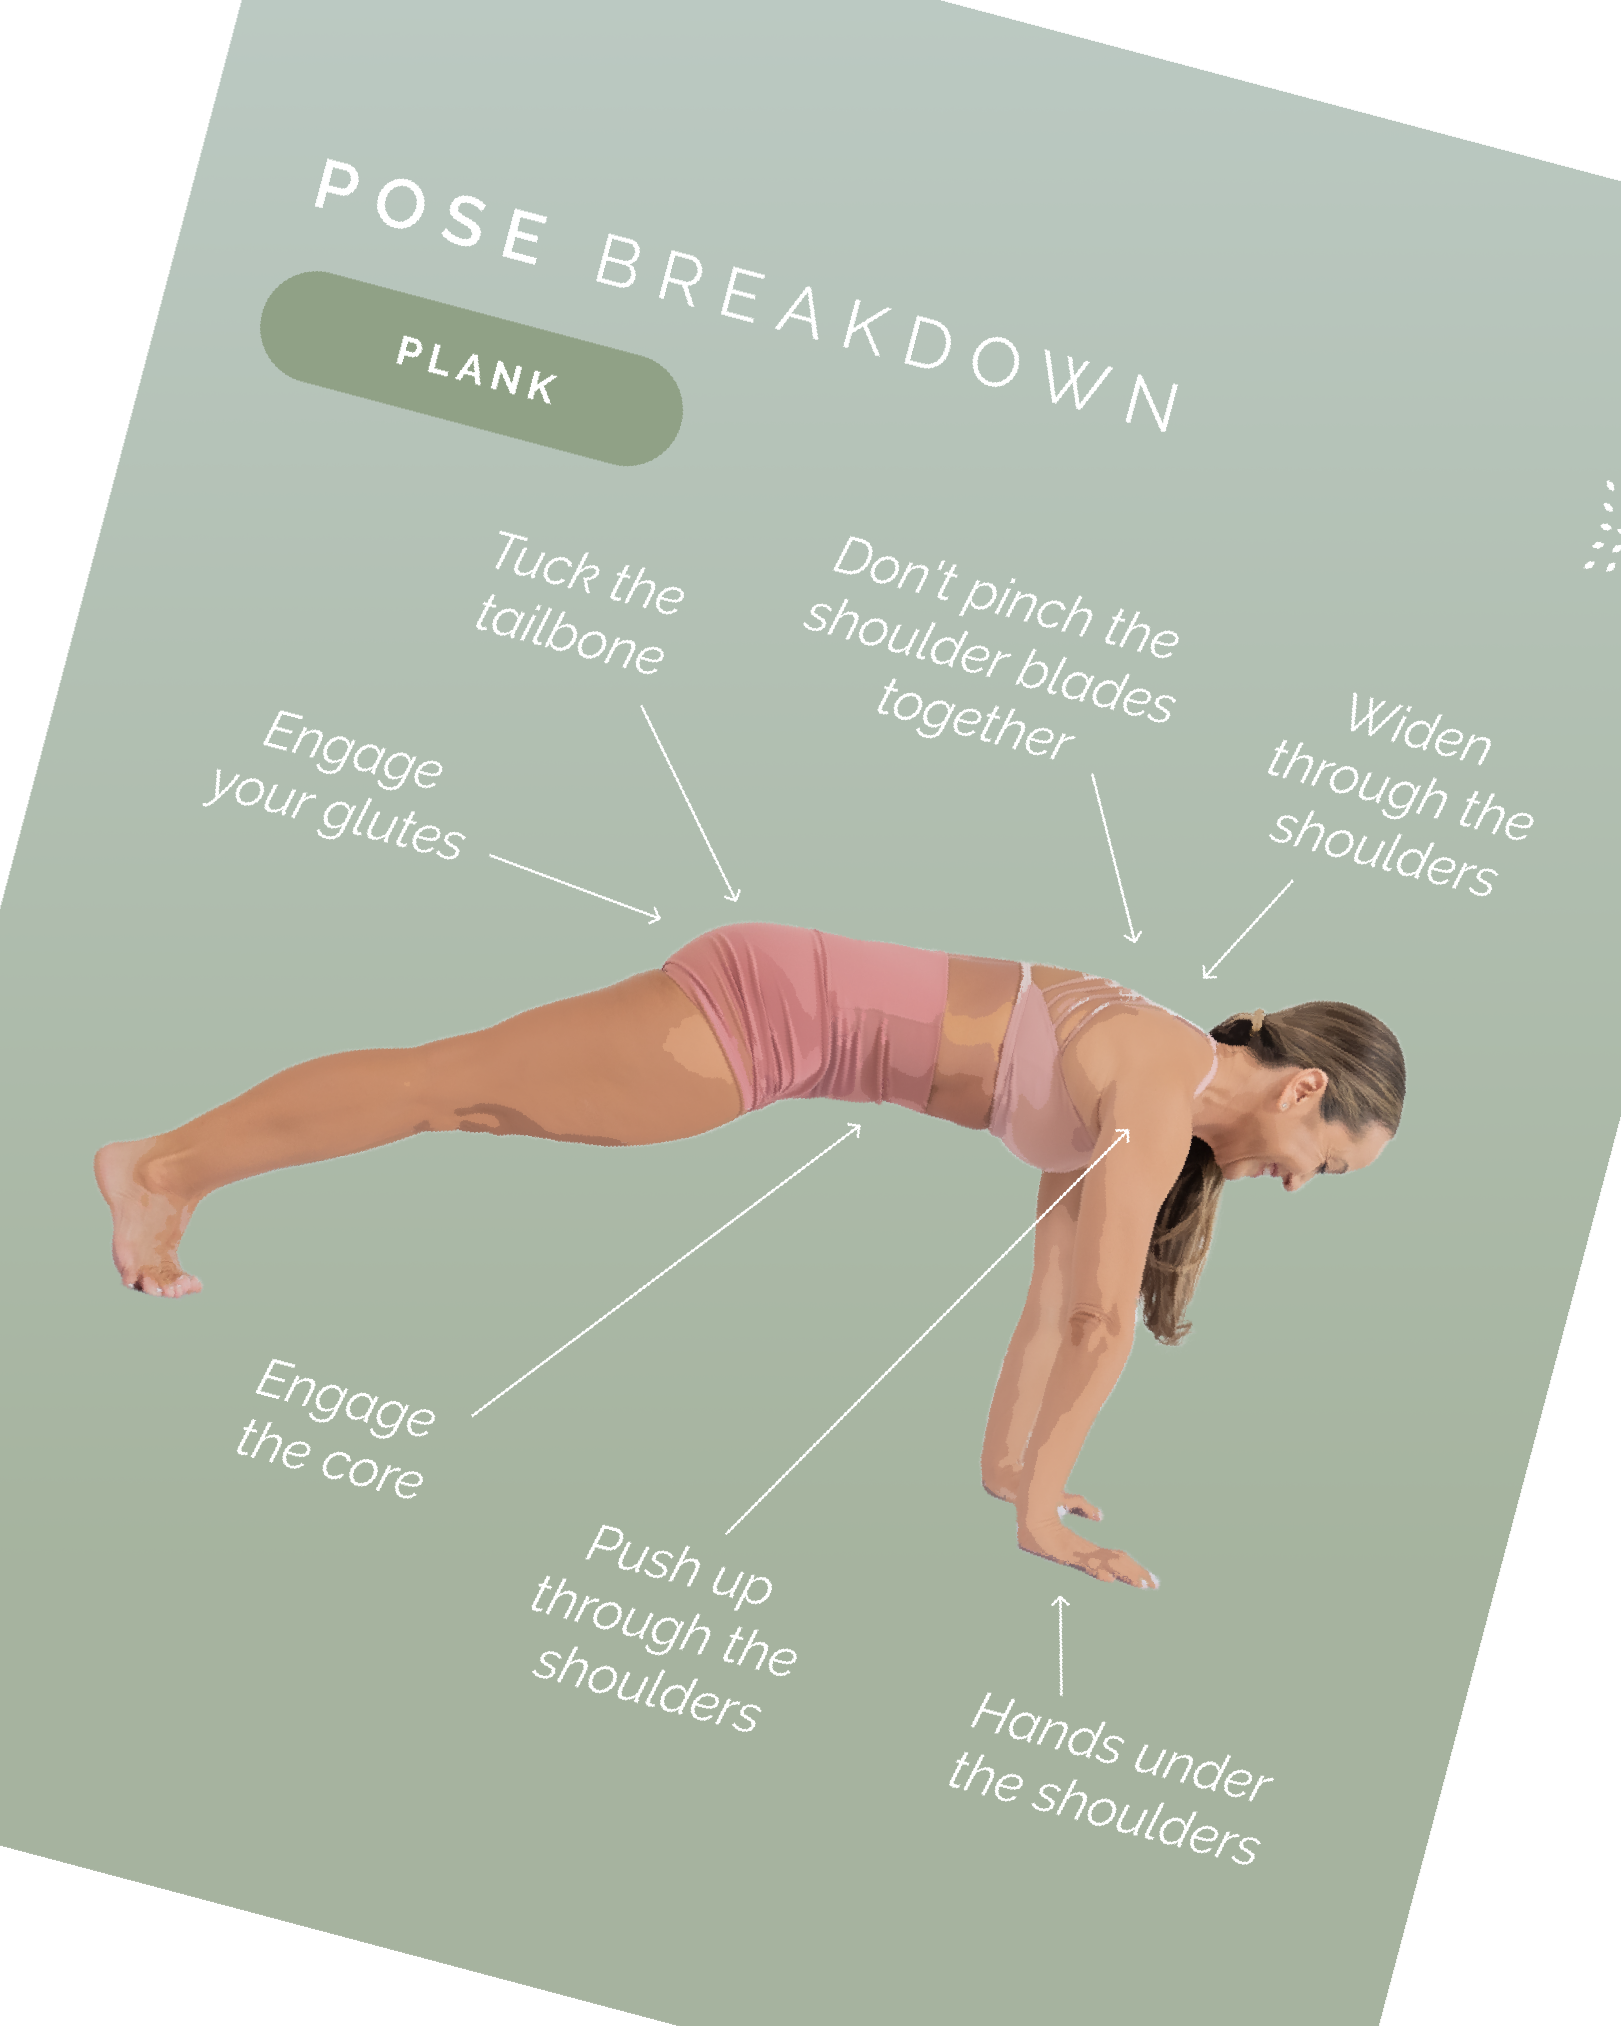 POSE BREAKDOWN
PLANK
Tuck the
tailbone
Don't pinch the
shoulder blades
together
Widen
through the
shoulders
Engage
your glutes
Engage
the core
Push up
through the
shoulders
Hands under
the shoulders